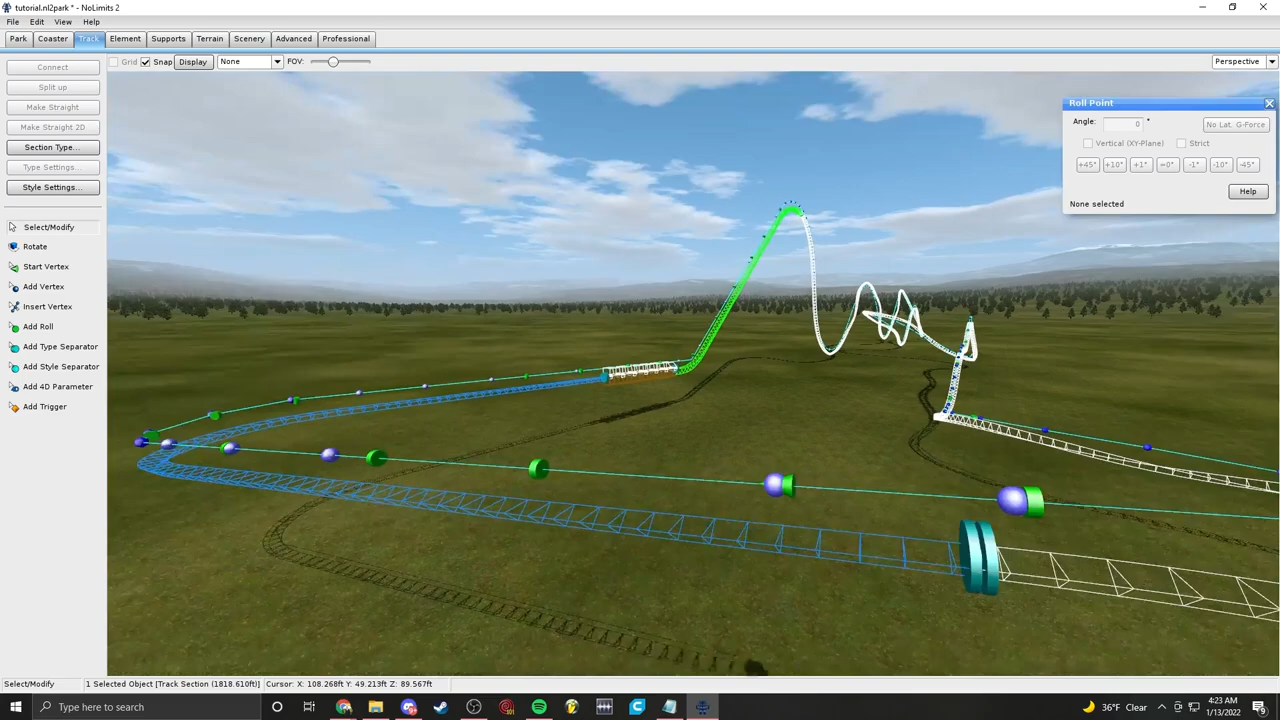 tutorial.nl2park * - NoLimits 2
File Edit View Help
Park Coaster Track Element Supports Terrain Scenery Advanced Professional
Grid Snap Display None FOV: Perspective
Connect
Split up
Make Straight
Make Straight 2D
Section Type...
Type Settings...
Style Settings...
Select/Modify
Rotate
Start Vertex
Add Vertex
Insert Vertex
Add Roll
Add Type Separator
Add Style Separator
Add 4D Parameter
Add Trigger
Roll Point
Angle: 0 ° No Lat. G-Force
Vertical (XY-Plane) Strict
+45° +10° +1° =0° -1° -10° -45°
Help
None selected
Select/Modify 1 Selected Object [Track Section (1818.610ft] Cursor: X: 108.268ft Y: 49.213ft Z: 89.567ft
Type here to search
36°F Clear
4:23 AM
1/13/2022